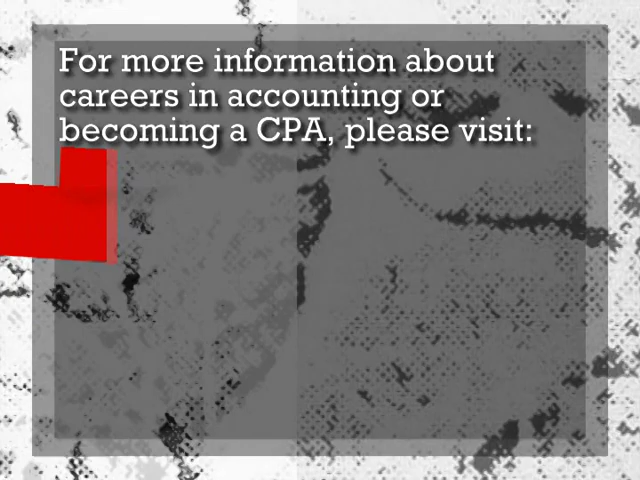 For more information about
careers in accounting or
becoming a CPA, please visit: